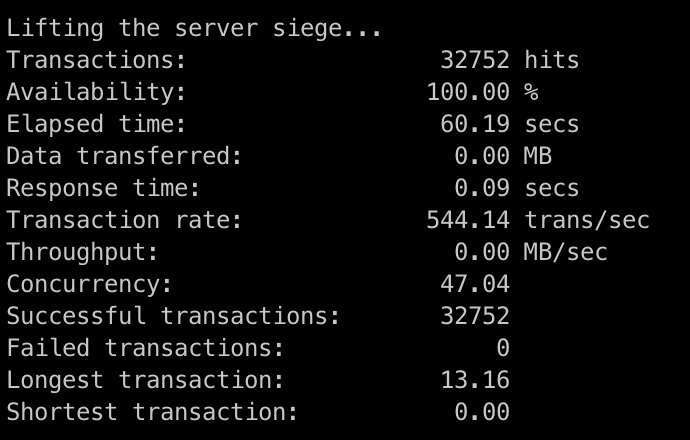 Lifting the server siege...
Transactions: 32752 hits
Availability: 100.00 %
Elapsed time: 60.19 secs
Data transferred: 0.00 MB
Response time: 0.09 secs
Transaction rate: 544.14 trans/sec
Throughput: 0.00 MB/sec
Concurrency: 47.04
Successful transactions: 32752
Failed transactions: 0
Longest transaction: 13.16
Shortest transaction: 0.00